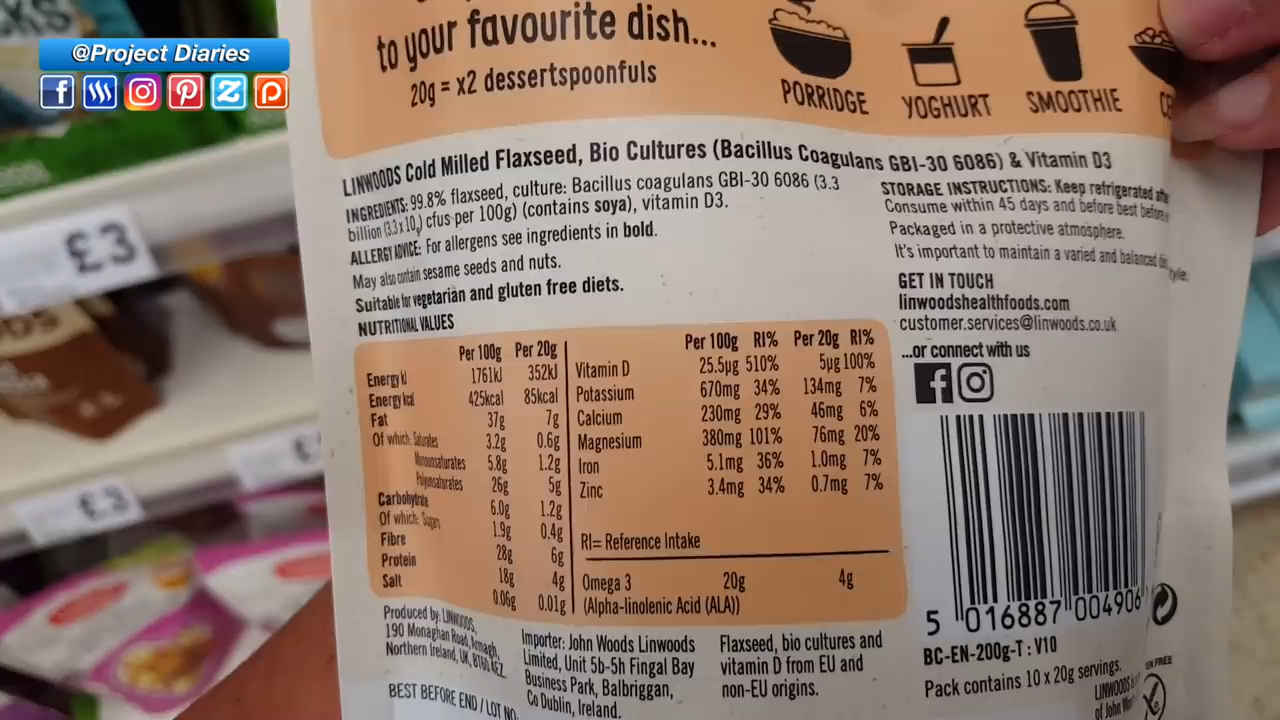 @Project Diaries
to your favourite dish...
20g = x2 dessertspoonfuls
PORRIDGE YOGHURT SMOOTHIE
£3
£3
LINWOODS Cold Milled Flaxseed, Bio Cultures (Bacillus Coagulans GBI-30 6086) & Vitamin D3
INGREDIENTS: 99.8% flaxseed, culture: Bacillus coagulans GBI-30 6086 (3.3
billion (3.3 x 10,) cfus per 100g) (contains soya), vitamin D3.
ALLERGY ADVICE: For allergens see ingredients in bold.
May also contain sesame seeds and nuts.
Suitable for vegetarian and gluten free diets.
NUTRITIONAL VALUES
Per 100g Per 20g
Energy kJ 1761kJ 352kJ
Energy kcal 425kcal 85kcal
Fat 37g 7g
Of which: Saturates 3.2g 0.6g
Monounsaturates 5.8g 1.2g
Polyunsaturates 26g 5g
Carbohydrate 6.0g 1.2g
Of which: Sugars 1.9g 0.4g
Fibre 28g 6g
Protein 18g 4g
Salt 0.06g 0.01g
Per 100g RI% Per 20g RI%
Vitamin D 25.5µg 510% 5µg 100%
Potassium 670mg 34% 134mg 7%
Calcium 230mg 29% 46mg 6%
Magnesium 380mg 101% 76mg 20%
Iron 5.1mg 36% 1.0mg 7%
Zinc 3.4mg 34% 0.7mg 7%
RI= Reference Intake
Omega 3 20g 4g
(Alpha-linolenic Acid (ALA))
STORAGE INSTRUCTIONS: Keep refrigerated
Consume within 45 days and before best before
Packaged in a protective atmosphere.
It's important to maintain a varied and balanced
GET IN TOUCH
linwoodshealthfoods.com
customer.services@linwoods.co.uk
...or connect with us
5 016887 004906
BC-EN-200g-T : V10
Pack contains 10 x 20g servings.
Produced by: LINWOODS,
190 Monaghan Road, Armagh,
Northern Ireland, UK, BT60 4EZ.
Importer: John Woods Linwoods
Limited, Unit 5b-5h Fingal Bay
Business Park, Balbriggan,
Co Dublin, Ireland.
Flaxseed, bio cultures and
vitamin D from EU and
non-EU origins.
BEST BEFORE END / LOT NO.
FREE
LINWOODS
of John